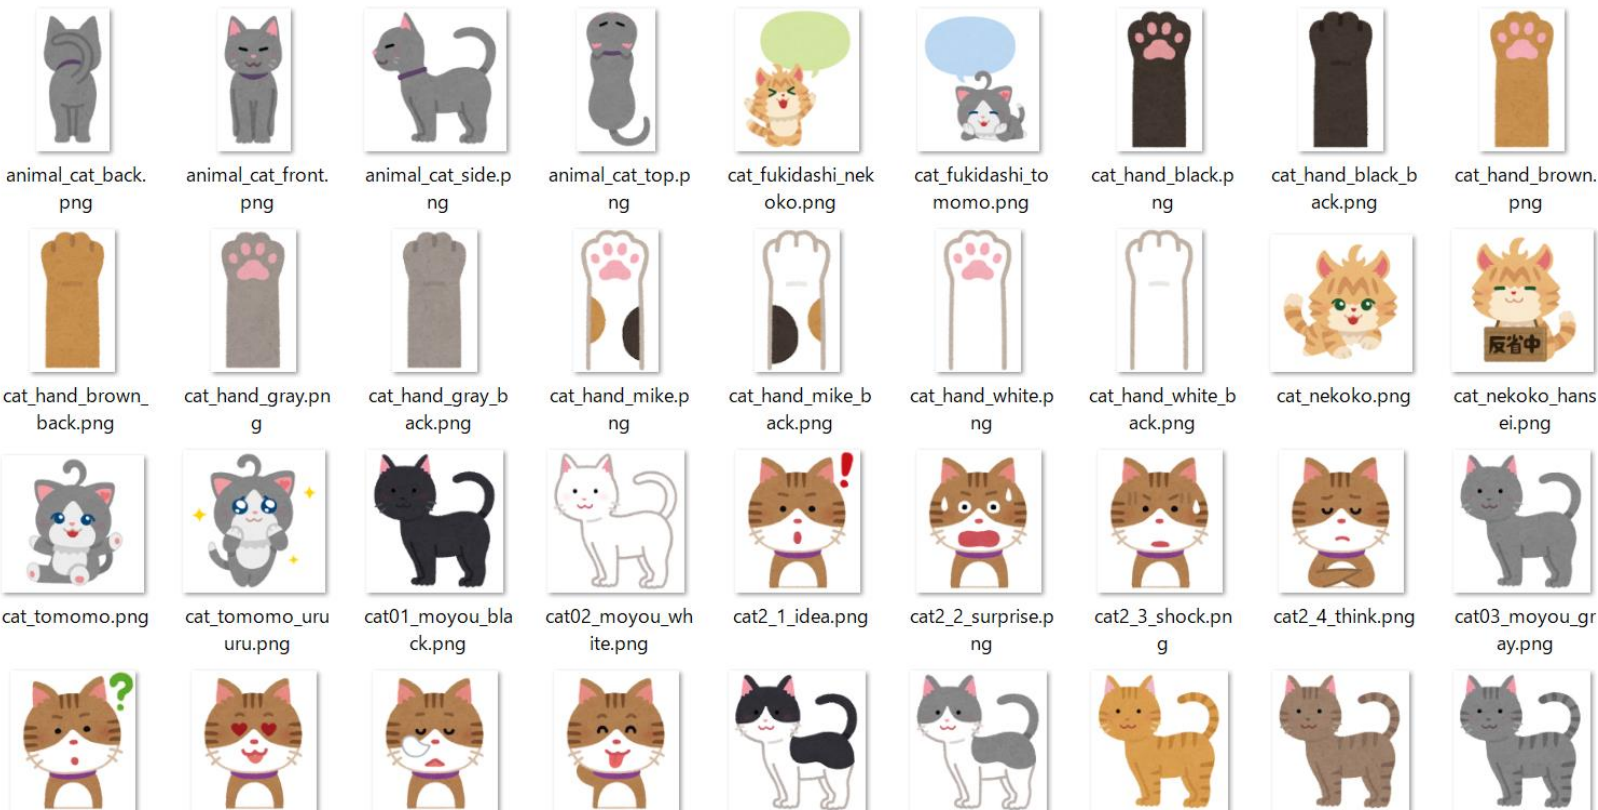 animal_cat_back.
png
animal_cat_front.
png
animal_cat_side.p
ng
animal_cat_top.p
ng
cat_fukidashi_nek
oko.png
cat_fukidashi_to
momo.png
cat_hand_black.p
ng
cat_hand_black_b
ack.png
cat_hand_brown.
png
反省中
cat_hand_brown_
back.png
cat_hand_gray.pn
g
cat_hand_gray_b
ack.png
cat_hand_mike.p
ng
cat_hand_mike_b
ack.png
cat_hand_white.p
ng
cat_hand_white_b
ack.png
cat_nekoko.png
cat_nekoko_hans
ei.png
!
cat_tomomo.png
cat_tomomo_uru
uru.png
cat01_moyou_bla
ck.png
cat02_moyou_wh
ite.png
cat2_1_idea.png
cat2_2_surprise.p
ng
cat2_3_shock.pn
g
cat2_4_think.png
cat03_moyou_gr
ay.png
?